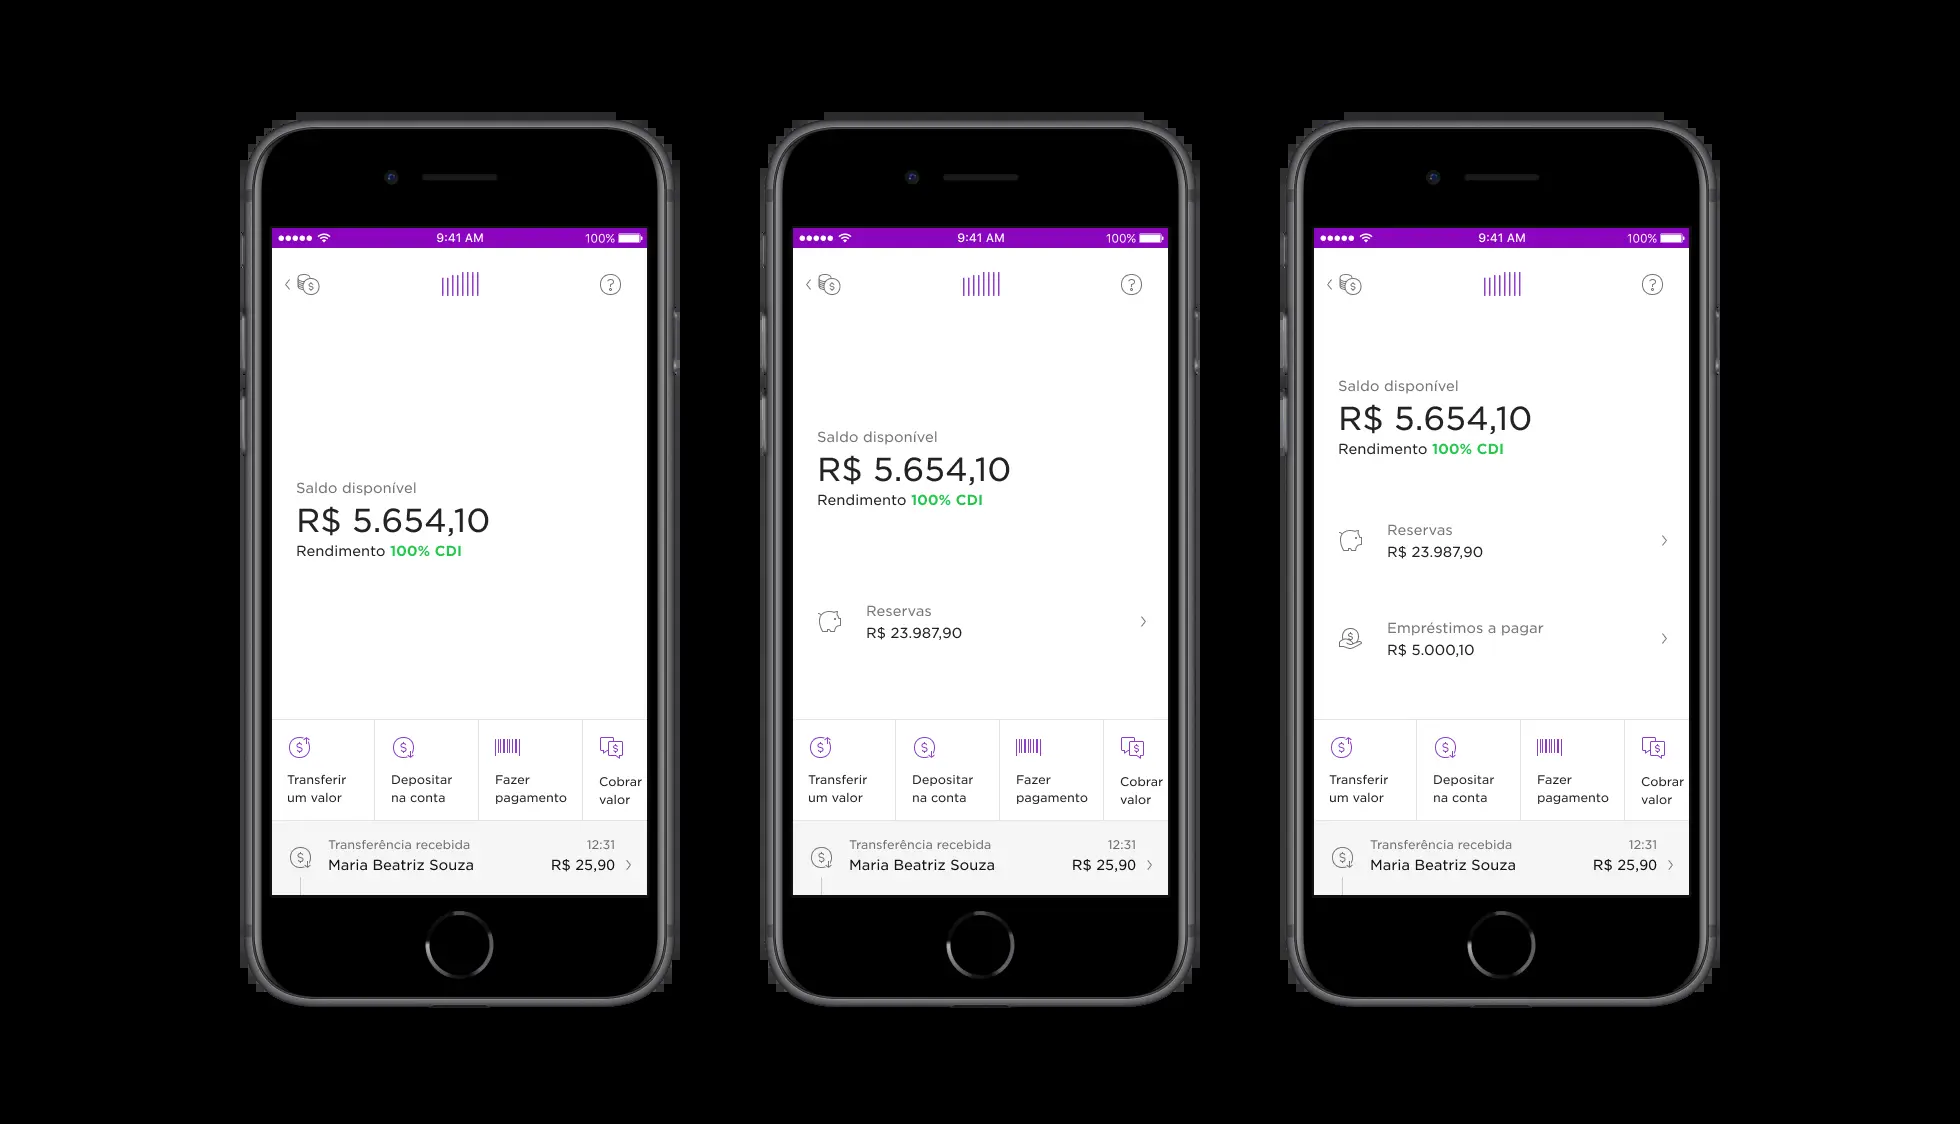 9:41 AM
100%
?
Saldo disponível
R$ 5.654,10
Rendimento 100% CDI
Transferir
um valor
Depositar
na conta
Fazer
pagamento
Cobrar
valor
Transferência recebida
12:31
Maria Beatriz Souza
R$ 25,90
9:41 AM
100%
?
Saldo disponível
R$ 5.654,10
Rendimento 100% CDI
Reservas
R$ 23.987,90
Transferir
um valor
Depositar
na conta
Fazer
pagamento
Cobrar
valor
Transferência recebida
12:31
Maria Beatriz Souza
R$ 25,90
9:41 AM
100%
?
Saldo disponível
R$ 5.654,10
Rendimento 100% CDI
Reservas
R$ 23.987,90
Empréstimos a pagar
R$ 5.000,10
Transferir
um valor
Depositar
na conta
Fazer
pagamento
Cobrar
valor
Transferência recebida
12:31
Maria Beatriz Souza
R$ 25,90